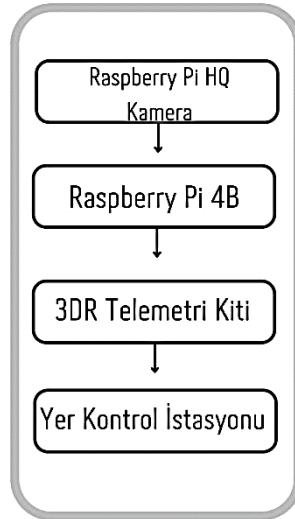 Raspberry Pi HQ
Kamera
Raspberry Pi 4B
3DR Telemetri Kiti
Yer Kontrol İstasyonu